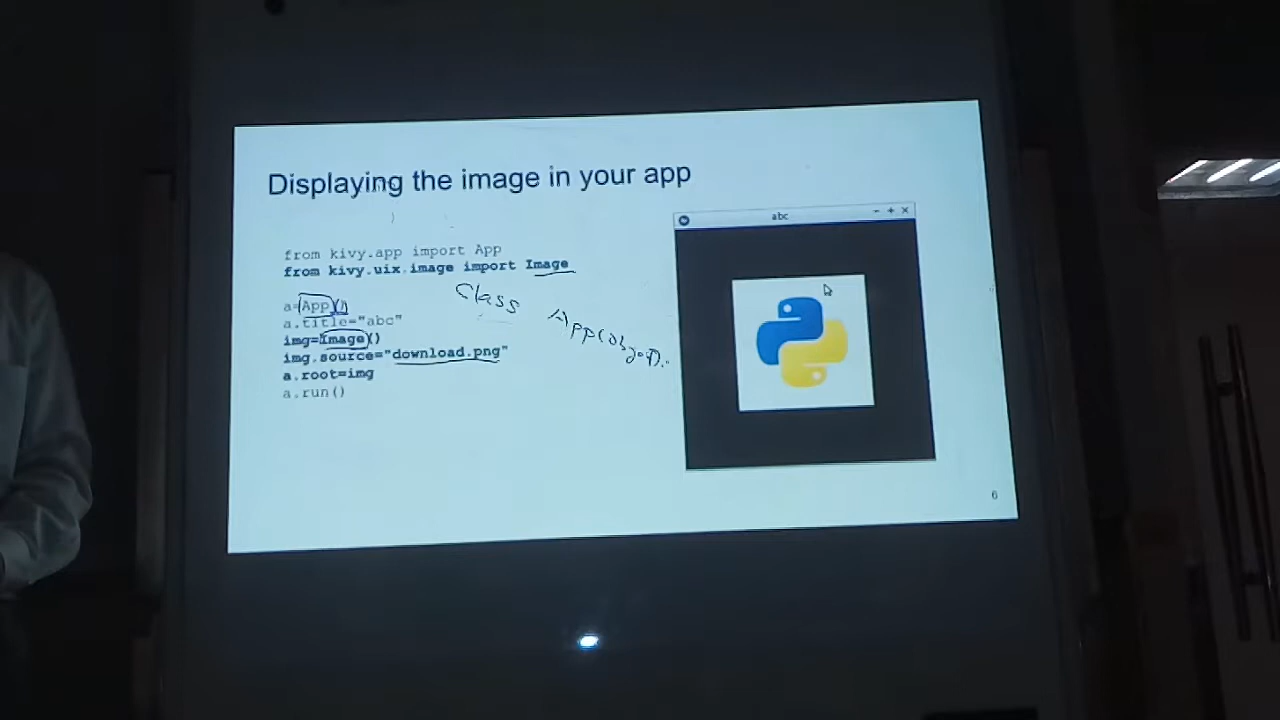 Displaying the image in your app
from kivy.app import App
from kivy.uix.image import Image
a=App()
a.title="abc"
img=Image()
img.source="download.png"
a.root=img
a.run()
Class App(object).
abc
6